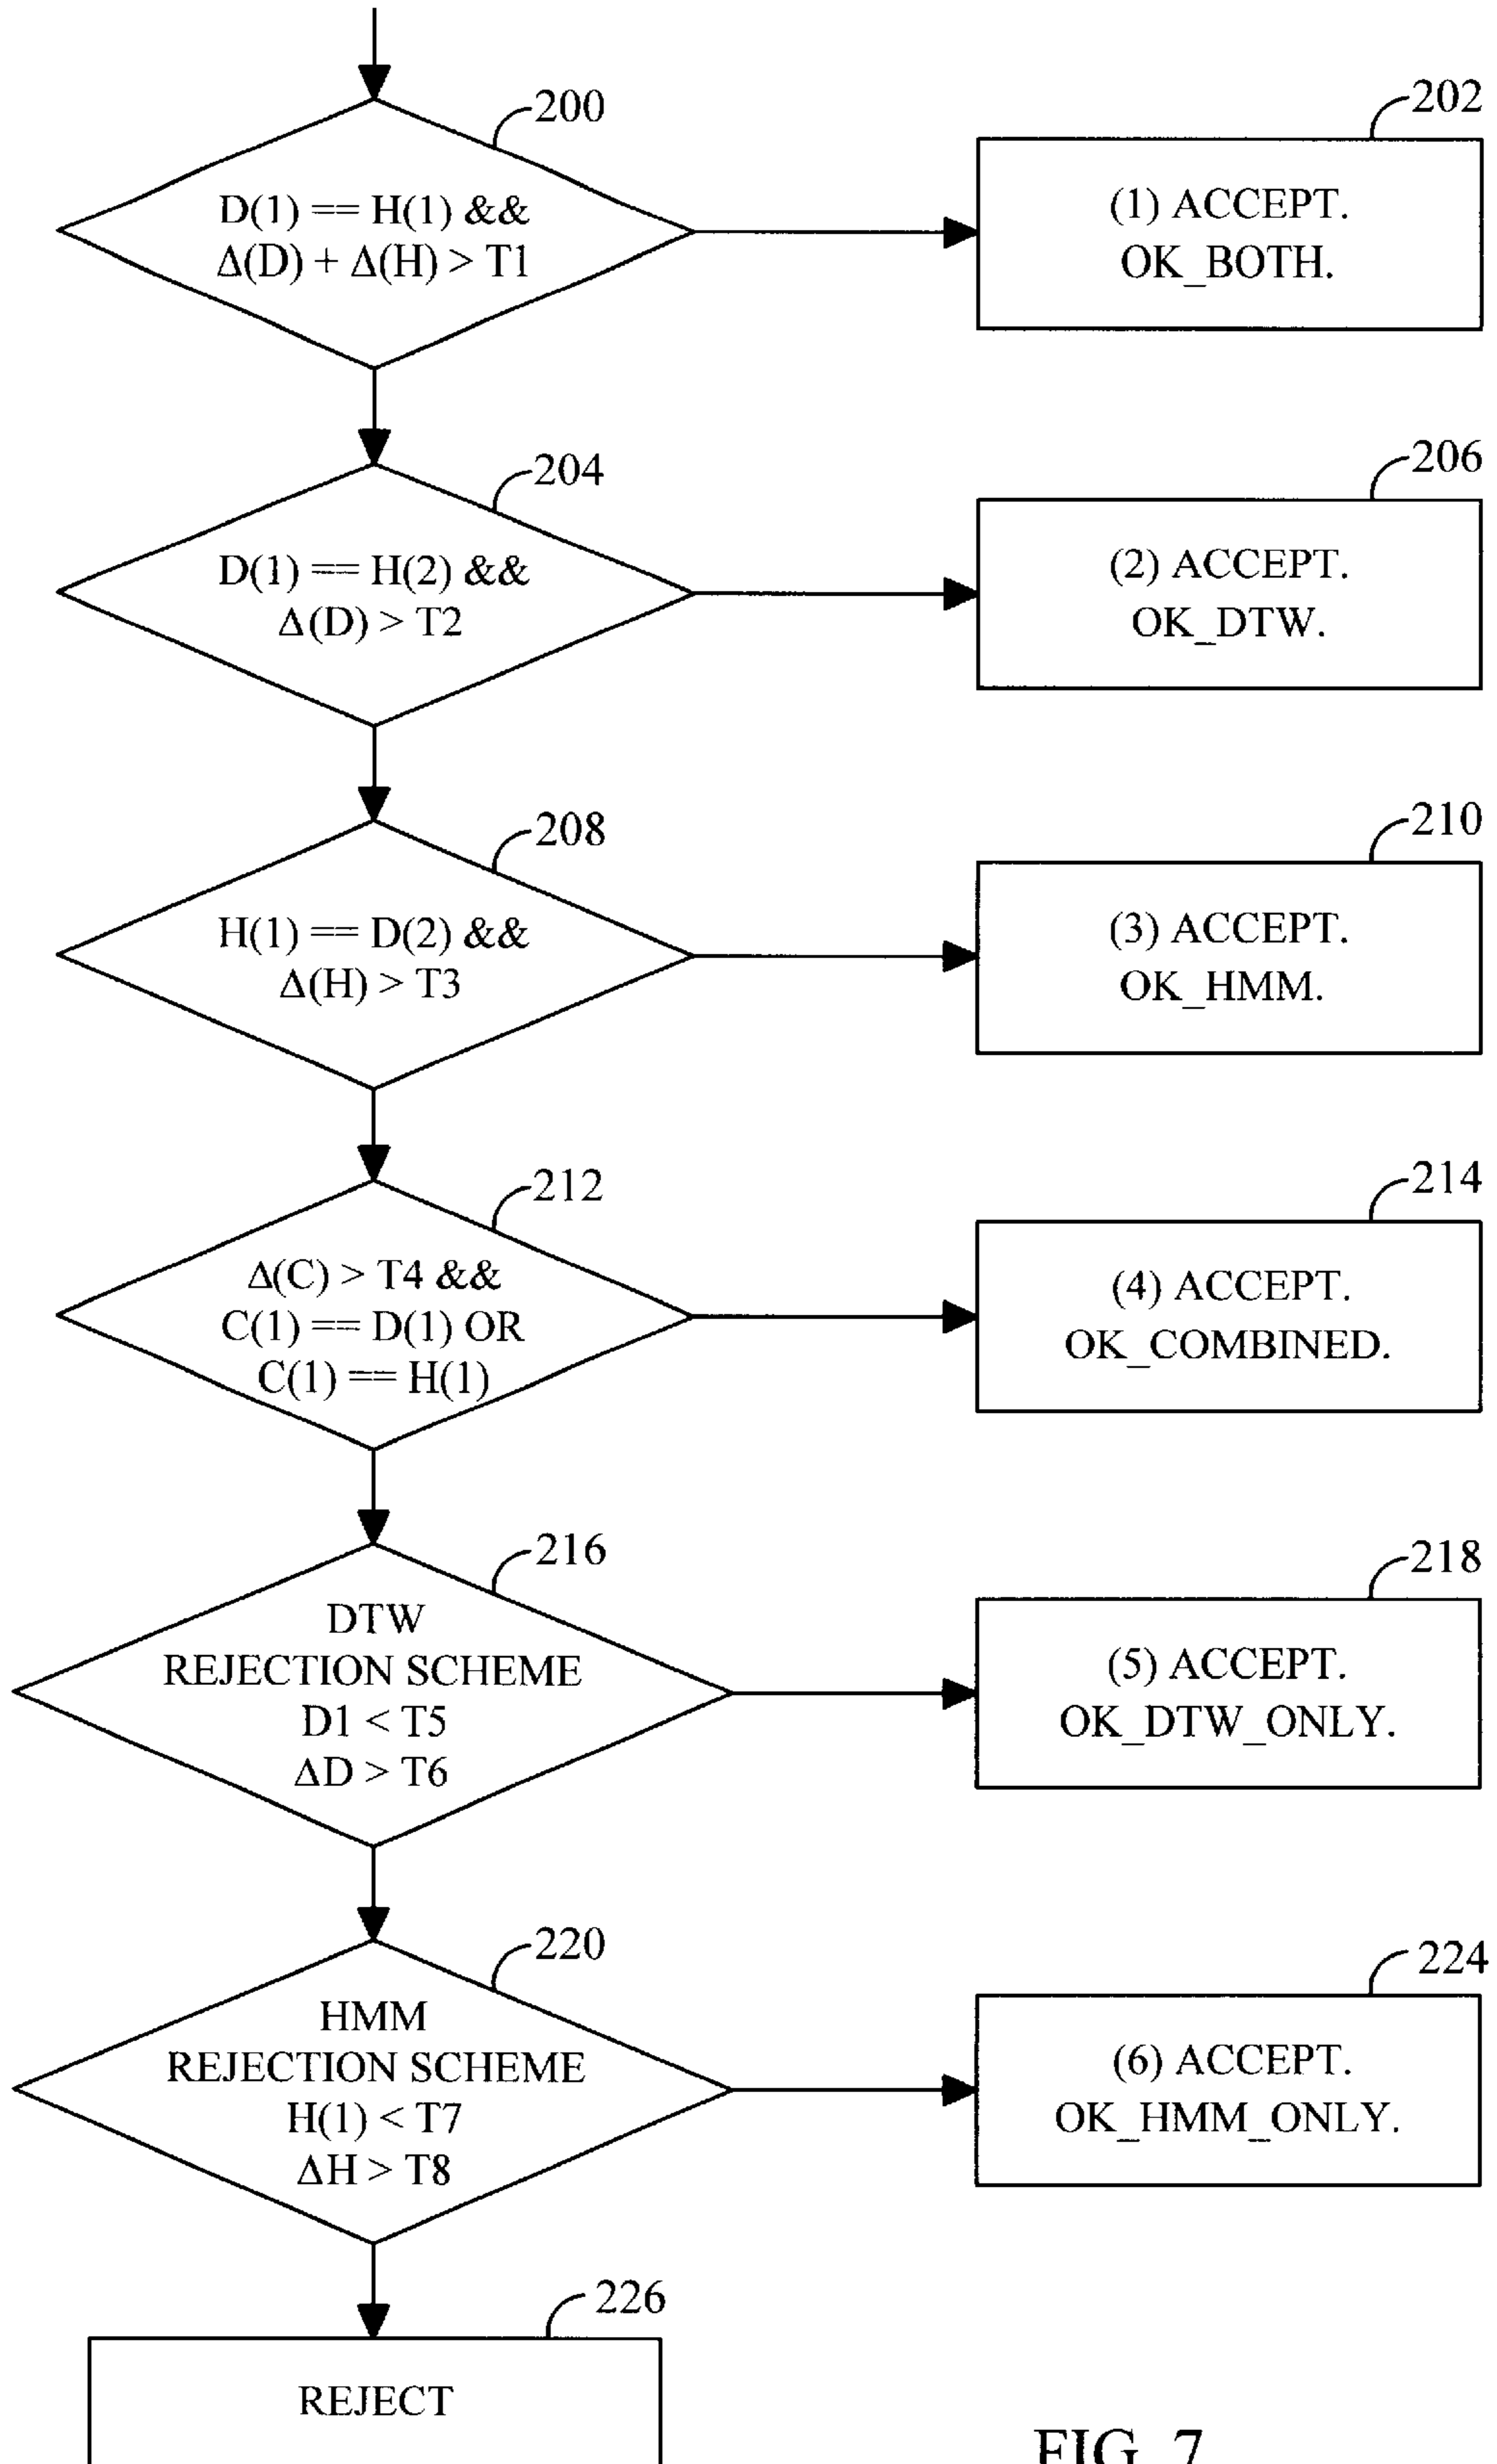 200
D(1) == H(1) &&
Δ(D) + Δ(H) > T1
202
(1) ACCEPT.
OK_BOTH.
204
D(1) == H(2) &&
Δ(D) > T2
206
(2) ACCEPT.
OK_DTW.
208
H(1) == D(2) &&
Δ(H) > T3
210
(3) ACCEPT.
OK_HMM.
212
Δ(C) > T4 &&
C(1) == D(1) OR
C(1) == H(1)
214
(4) ACCEPT.
OK_COMBINED.
216
DTW
REJECTION SCHEME
D1 < T5
ΔD > T6
218
(5) ACCEPT.
OK_DTW_ONLY.
220
HMM
REJECTION SCHEME
H(1) < T7
ΔH > T8
224
(6) ACCEPT.
OK_HMM_ONLY.
226
REJECT
FIG. 7